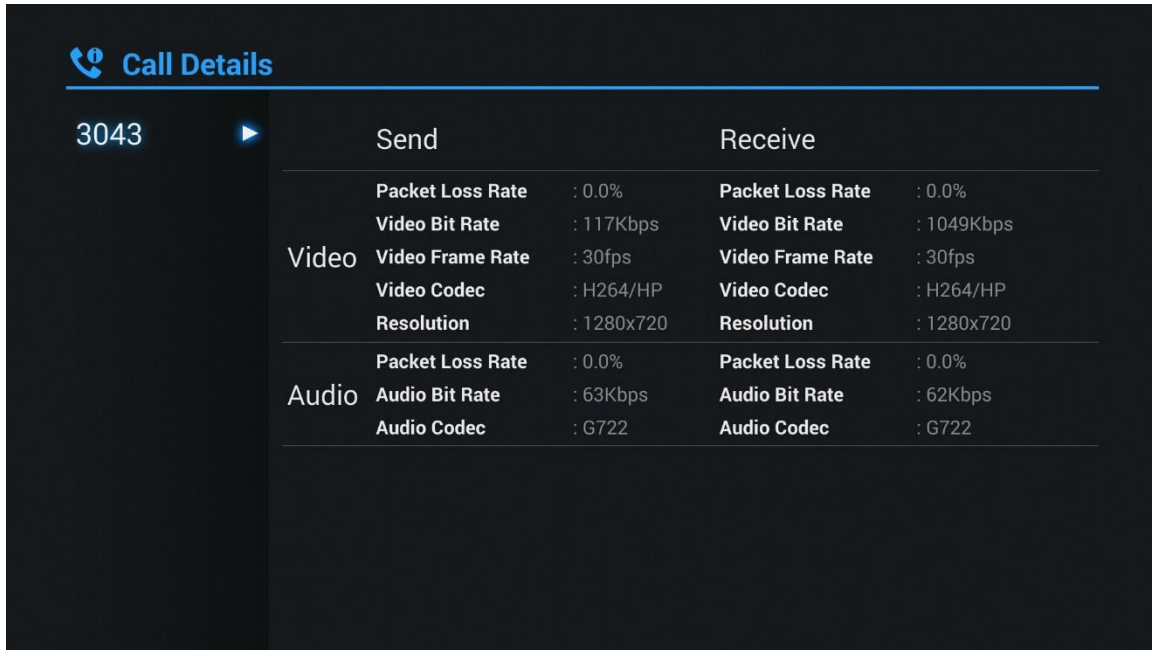 Call Details
3043
Send Receive
Video
Packet Loss Rate : 0.0% Packet Loss Rate : 0.0%
Video Bit Rate : 117Kbps Video Bit Rate : 1049Kbps
Video Frame Rate : 30fps Video Frame Rate : 30fps
Video Codec : H264/HP Video Codec : H264/HP
Resolution : 1280x720 Resolution : 1280x720
Audio
Packet Loss Rate : 0.0% Packet Loss Rate : 0.0%
Audio Bit Rate : 63Kbps Audio Bit Rate : 62Kbps
Audio Codec : G722 Audio Codec : G722